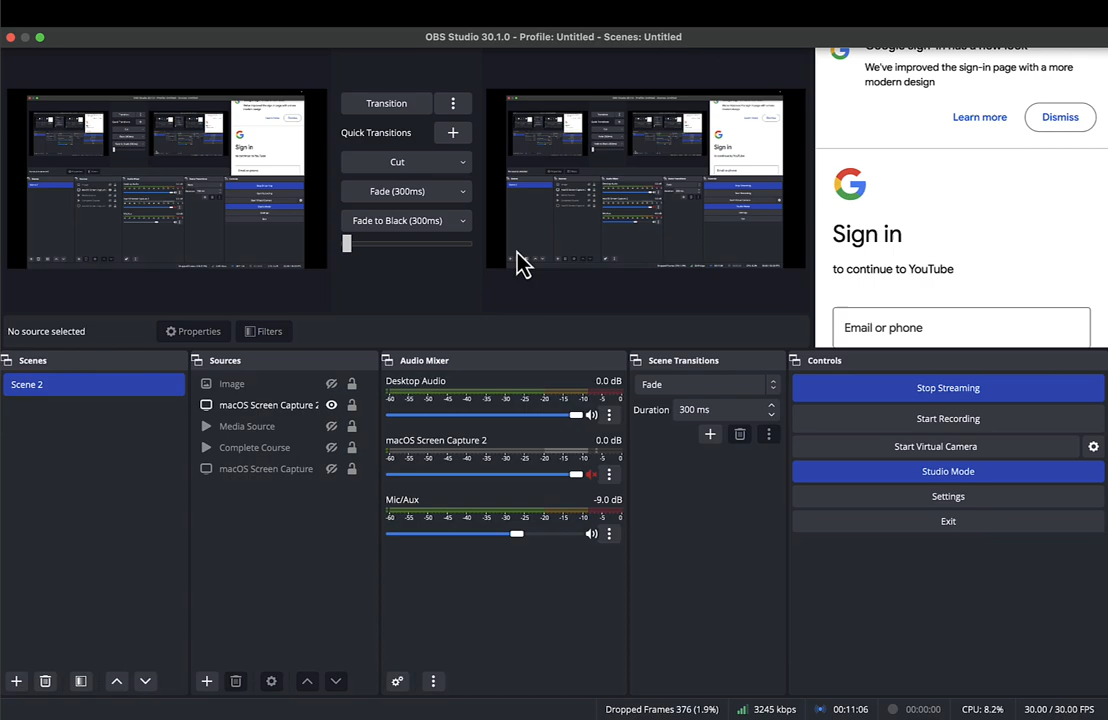 OBS Studio 30.1.0 - Profile: Untitled - Scenes: Untitled
Google sign-in has a new look
We've improved the sign-in page with a more
modern design
Learn more
Dismiss
Sign in
to continue to YouTube
Email or phone
Transition
Quick Transitions
Cut
Fade (300ms)
Fade to Black (300ms)
No source selected
Properties
Filters
Scenes
Scene 2
Sources
Image
macOS Screen Capture 2
Media Source
Complete Course
macOS Screen Capture
Audio Mixer
Desktop Audio 0.0 dB
-60 -55 -50 -45 -40 -35 -30 -25 -20 -15 -10 -5 0
macOS Screen Capture 2 0.0 dB
-60 -55 -50 -45 -40 -35 -30 -25 -20 -15 -10 -5 0
Mic/Aux -9.0 dB
-60 -55 -50 -45 -40 -35 -30 -25 -20 -15 -10 -5 0
Scene Transitions
Fade
Duration 300 ms
Controls
Stop Streaming
Start Recording
Start Virtual Camera
Studio Mode
Settings
Exit
Dropped Frames 376 (1.9%) 3245 kbps 00:11:06 00:00:00 CPU: 8.2% 30.00 / 30.00 FPS